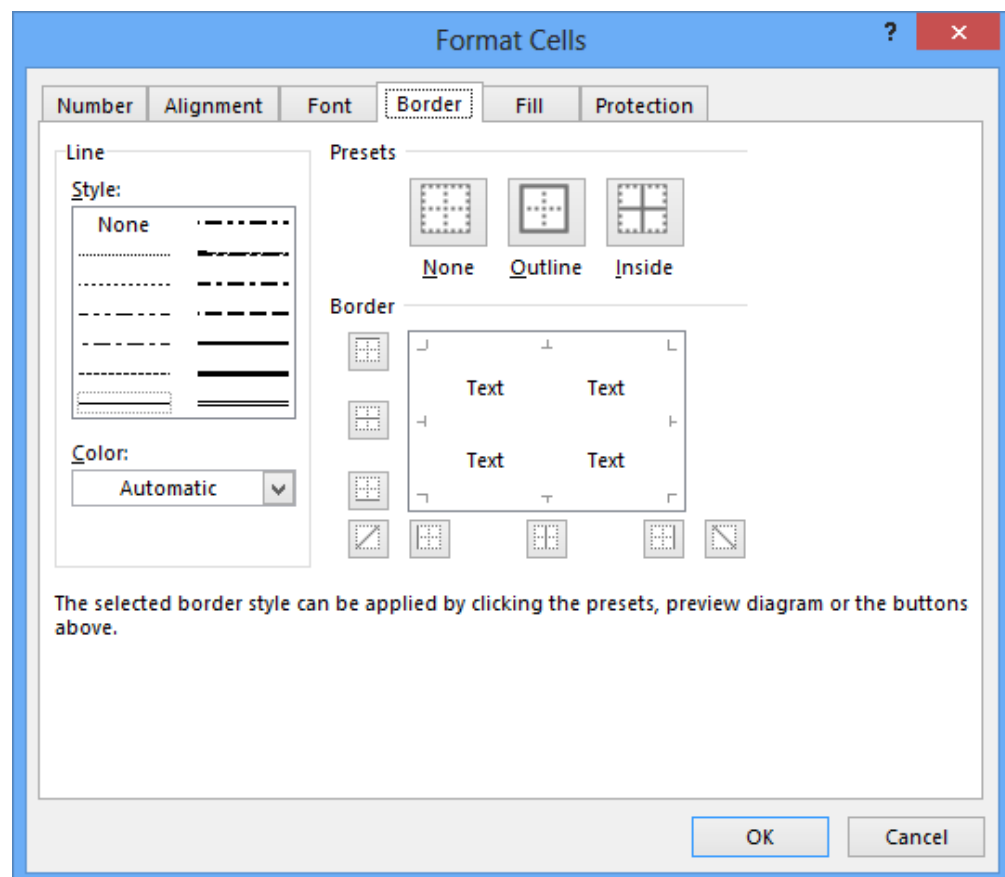 Format Cells
?
Number Alignment Font Border Fill Protection
Line
Style:
None
Color:
Automatic
Presets
None Outline Inside
Border
Text Text
Text Text
The selected border style can be applied by clicking the presets, preview diagram or the buttons
above.
OK Cancel